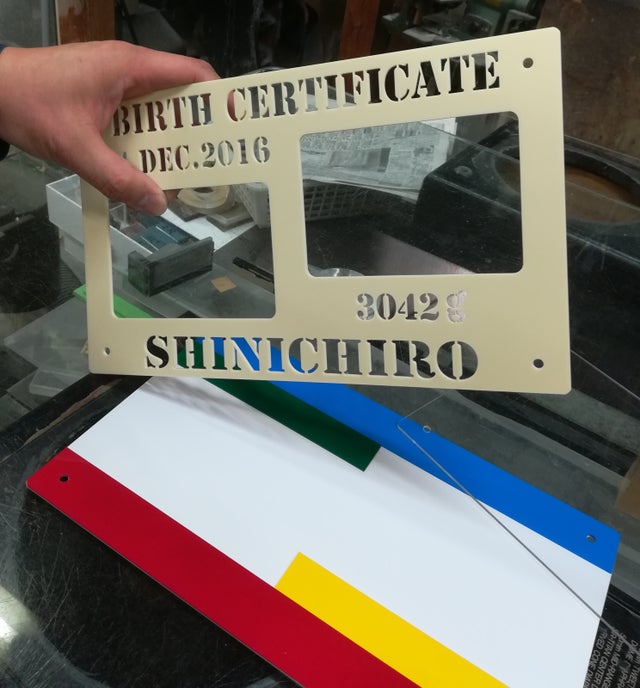 BIRTH CERTIFICATE
DEC.2016
3042g
SHINICHIRO